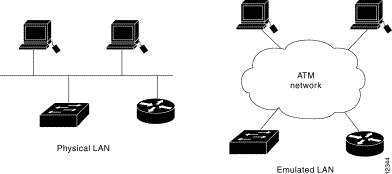 ATM
network
Physical LAN
Emulated LAN
12344